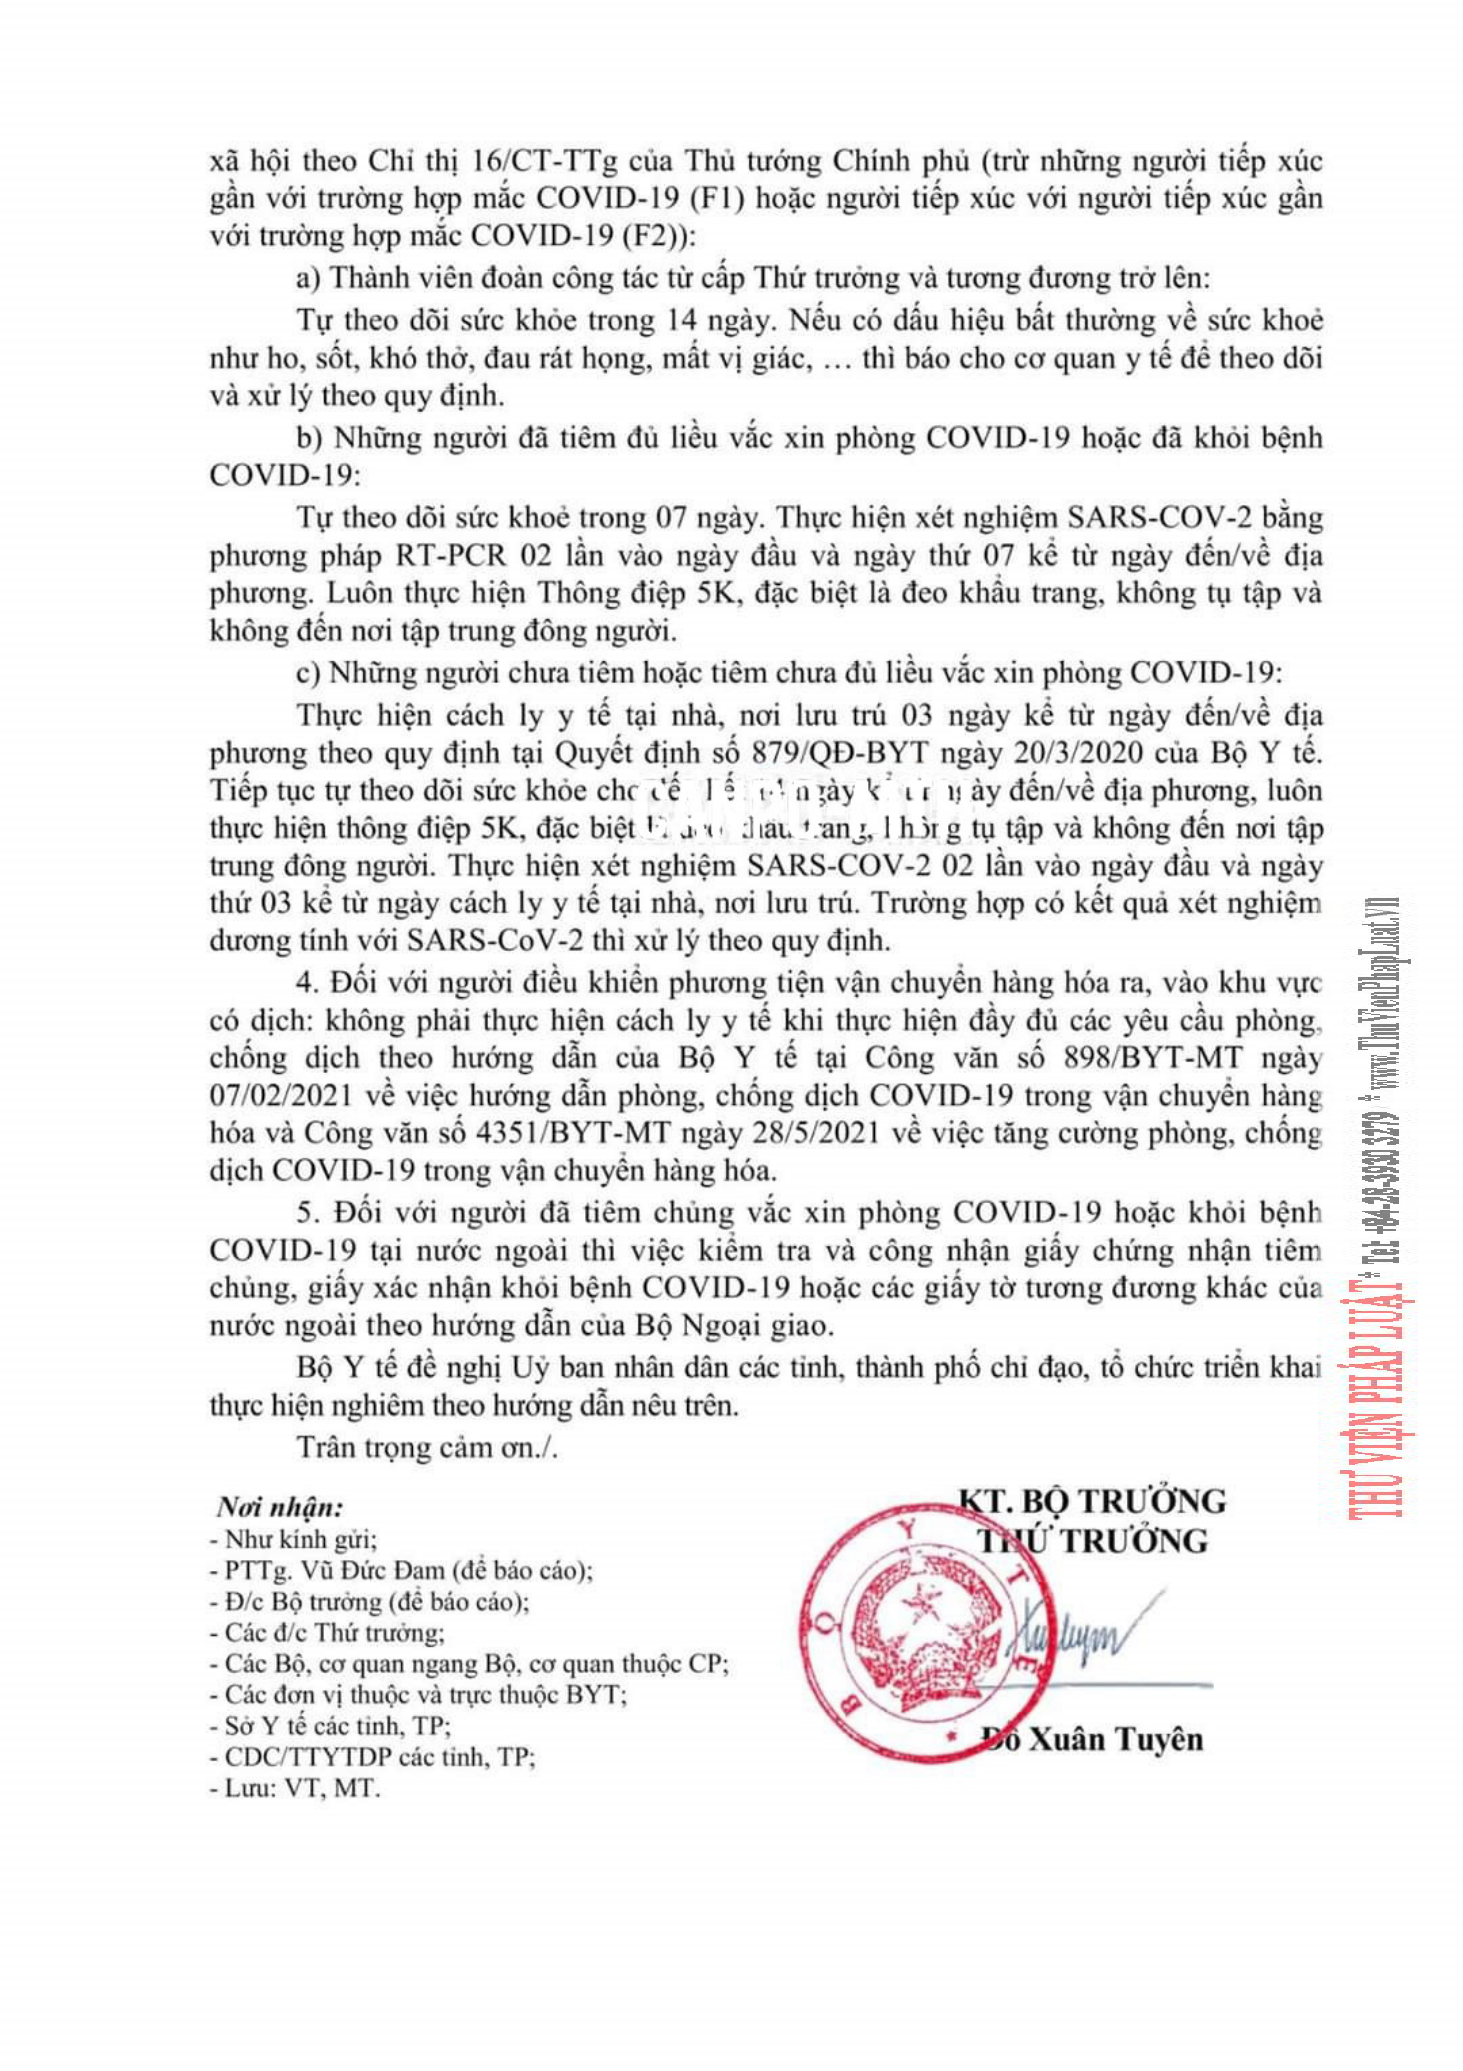 xã hội theo Chỉ thị 16/CT-TTg của Thủ tướng Chính phủ (trừ những người tiếp xúc
gần với trường hợp mắc COVID-19 (F1) hoặc người tiếp xúc với người tiếp xúc gần
với trường hợp mắc COVID-19 (F2)):
a) Thành viên đoàn công tác từ cấp Thứ trưởng và tương đương trở lên:
Tự theo dõi sức khỏe trong 14 ngày. Nếu có dấu hiệu bất thường về sức khoẻ
như ho, sốt, khó thở, đau rát họng, mất vị giác, … thì báo cho cơ quan y tế để theo dõi
và xử lý theo quy định.
b) Những người đã tiêm đủ liều vắc xin phòng COVID-19 hoặc đã khỏi bệnh
COVID-19:
Tự theo dõi sức khoẻ trong 07 ngày. Thực hiện xét nghiệm SARS-COV-2 bằng
phương pháp RT-PCR 02 lần vào ngày đầu và ngày thứ 07 kể từ ngày đến/về địa
phương. Luôn thực hiện Thông điệp 5K, đặc biệt là đeo khẩu trang, không tụ tập và
không đến nơi tập trung đông người.
c) Những người chưa tiêm hoặc tiêm chưa đủ liều vắc xin phòng COVID-19:
Thực hiện cách ly y tế tại nhà, nơi lưu trú 03 ngày kể từ ngày đến/về địa
phương theo quy định tại Quyết định số 879/QĐ-BYT ngày 20/3/2020 của Bộ Y tế.
Tiếp tục tự theo dõi sức khỏe cho ngày đến/về địa phương, luôn
thực hiện thông điệp 5K, đặc biệt khẩu trang, không tụ tập và không đến nơi tập
trung đông người. Thực hiện xét nghiệm SARS-COV-2 02 lần vào ngày đầu và ngày
thứ 03 kể từ ngày cách ly y tế tại nhà, nơi lưu trú. Trường hợp có kết quả xét nghiệm
dương tính với SARS-CoV-2 thì xử lý theo quy định.
4. Đối với người điều khiển phương tiện vận chuyển hàng hóa ra, vào khu vực
có dịch: không phải thực hiện cách ly y tế khi thực hiện đầy đủ các yêu cầu phòng,
chống dịch theo hướng dẫn của Bộ Y tế tại Công văn số 898/BYT-MT ngày
07/02/2021 về việc hướng dẫn phòng, chống dịch COVID-19 trong vận chuyển hàng
hóa và Công văn số 4351/BYT-MT ngày 28/5/2021 về việc tăng cường phòng, chống
dịch COVID-19 trong vận chuyển hàng hóa.
5. Đối với người đã tiêm chủng vắc xin phòng COVID-19 hoặc khỏi bệnh
COVID-19 tại nước ngoài thì việc kiểm tra và công nhận giấy chứng nhận tiêm
chủng, giấy xác nhận khỏi bệnh COVID-19 hoặc các giấy tờ tương đương khác của
nước ngoài theo hướng dẫn của Bộ Ngoại giao.
Bộ Y tế đề nghị Uỷ ban nhân dân các tỉnh, thành phố chỉ đạo, tổ chức triển khai
thực hiện nghiêm theo hướng dẫn nêu trên.
Trân trọng cảm ơn./.
Nơi nhận:
- Như kính gửi;
- PTTg. Vũ Đức Đam (để báo cáo);
- Đ/c Bộ trưởng (để báo cáo);
- Các đ/c Thứ trưởng;
- Các Bộ, cơ quan ngang Bộ, cơ quan thuộc CP;
- Các đơn vị thuộc và trực thuộc BYT;
- Sở Y tế các tỉnh, TP;
- CDC/TTYTDP các tỉnh, TP;
- Lưu: VT, MT.
KT. BỘ TRƯỞNG
THỨ TRƯỞNG
BỘ Y TẾ
Đỗ Xuân Tuyên
THƯ VIỆN PHÁP LUẬT * Tel: +84-28-3930 3279 * www.ThuVienPhapLuat.vn